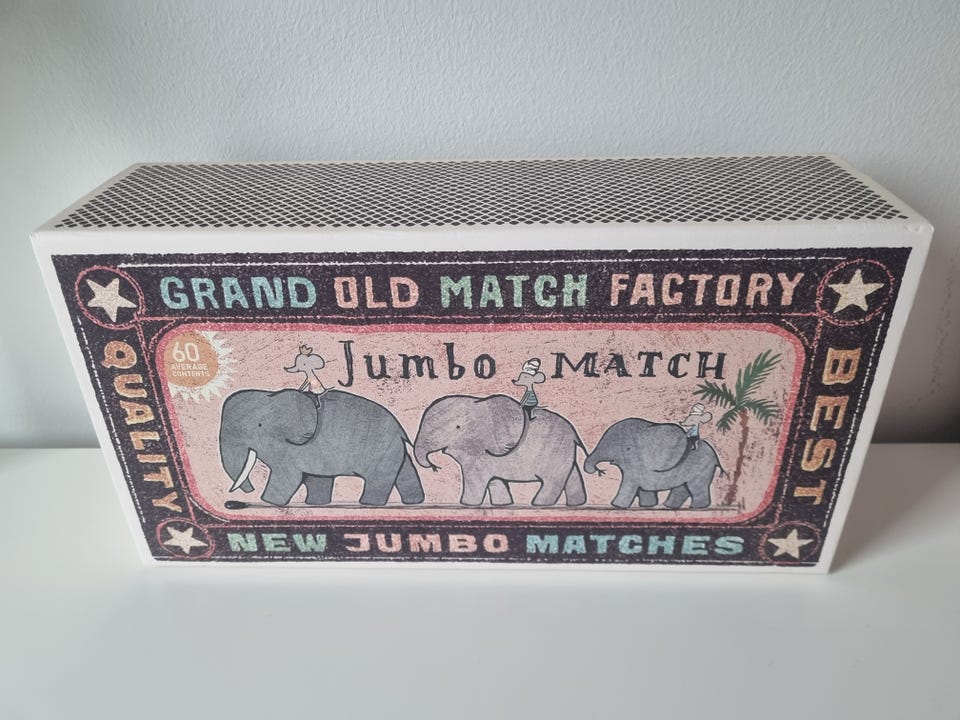 GRAND OLD MATCH FACTORY
60
AVERAGE
CONTENTS
Jumbo MATCH
QUALITY
BEST
NEW JUMBO MATCHES